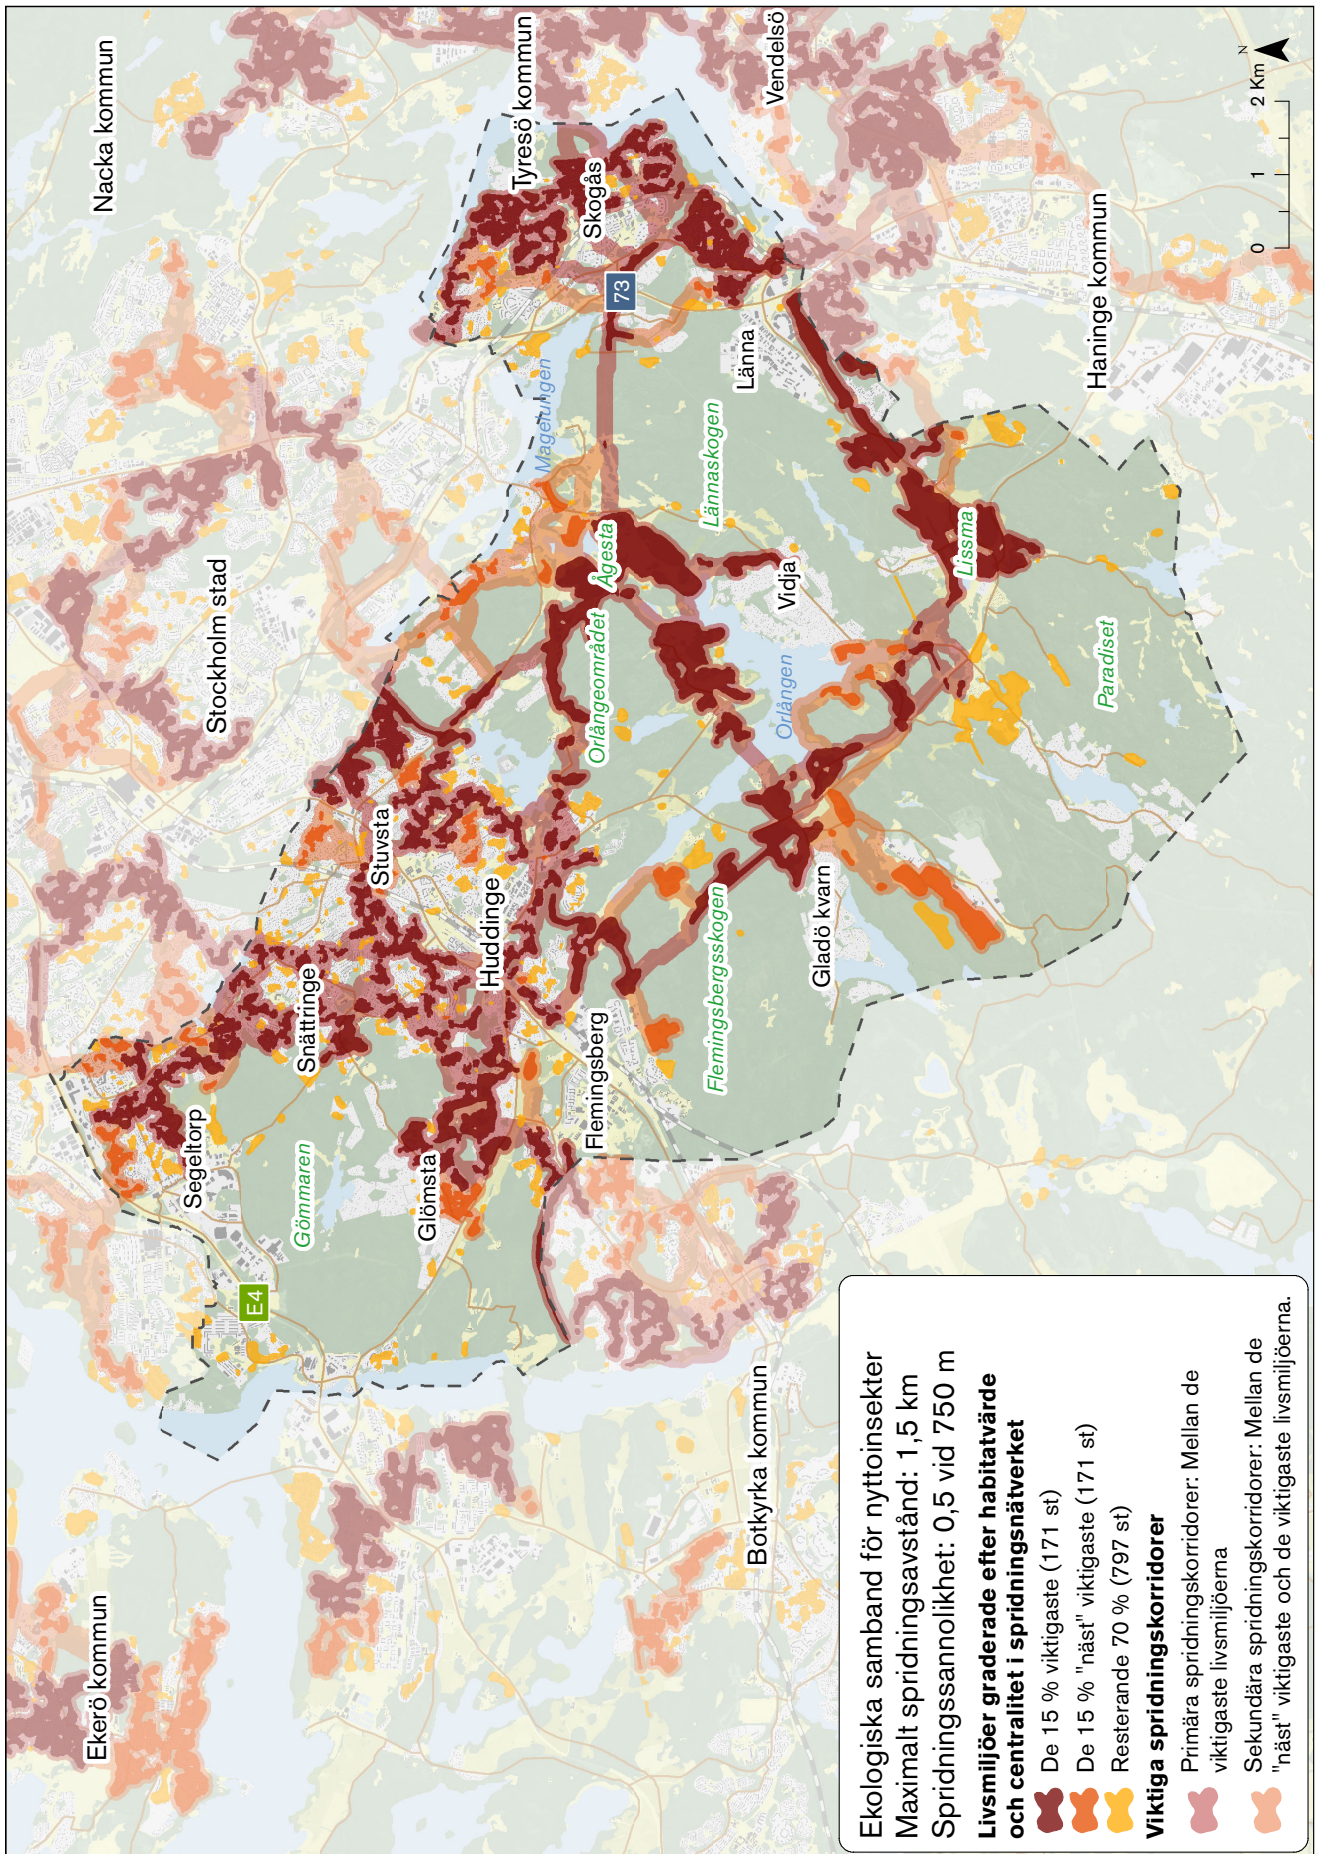 Ekerö kommun
Botkyrka kommun
Stockholm stad
Nacka kommun
Tyresö kommun
Vendelsö
Haninge kommun
E4
Segeltorp
Gömmaren
Glömsta
Snättringe
Stuvsta
Huddinge
Flemingsberg
Flemingsbergsskogen
Gladö kvarn
Orlångeområdet
Orlången
Ågesta
Magelungen
Vidja
Lännaskogen
Länna
73
Skogås
Lissma
Paradiset
N
0 1 2 Km
Ekologiska samband för nyttoinsekter
Maximalt spridningsavstånd: 1,5 km
Spridningssannolikhet: 0,5 vid 750 m
Livsmiljöer graderade efter habitatvärde
och centralitet i spridningsnätverket
De 15 % viktigaste (171 st)
De 15 % "näst" viktigaste (171 st)
Resterande 70 % (797 st)
Viktiga spridningskorridorer
Primära spridningskorridorer: Mellan de
viktigaste livsmiljöerna
Sekundära spridningskorridorer: Mellan de
"näst" viktigaste och de viktigaste livsmiljöerna.